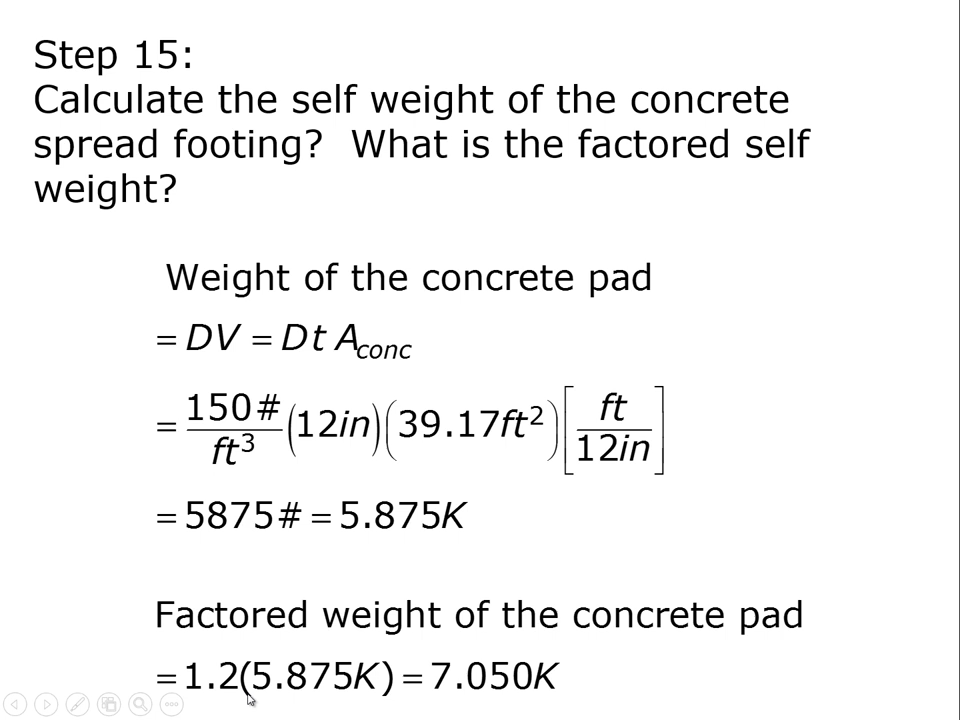 Step 15:
Calculate the self weight of the concrete
spread footing?  What is the factored self
weight?
Weight of the concrete pad
= DV = Dt A_conc
= 150#/ft³ (12in)(39.17ft²)[ft/12in]
= 5875# = 5.875K
Factored weight of the concrete pad
= 1.2(5.875K) = 7.050K